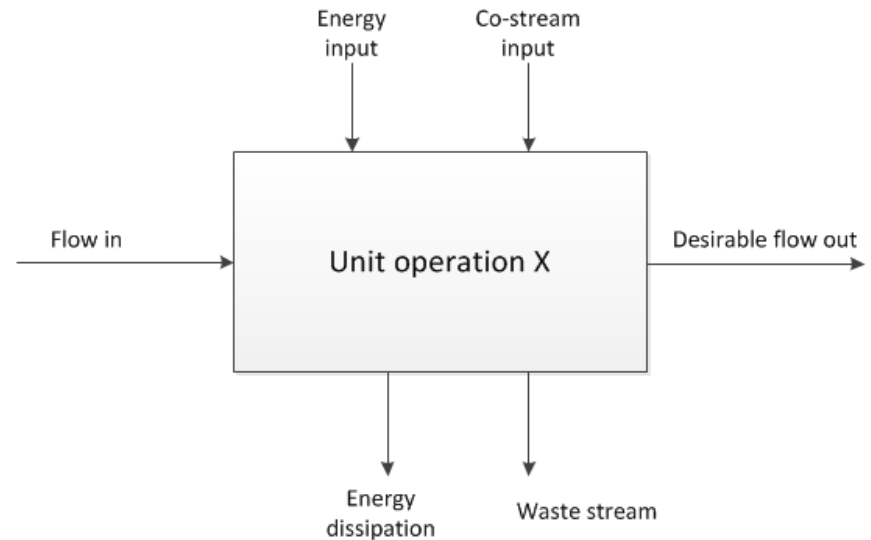 Energy
input
Co-stream
input
Flow in
Unit operation X
Desirable flow out
Energy
dissipation
Waste stream